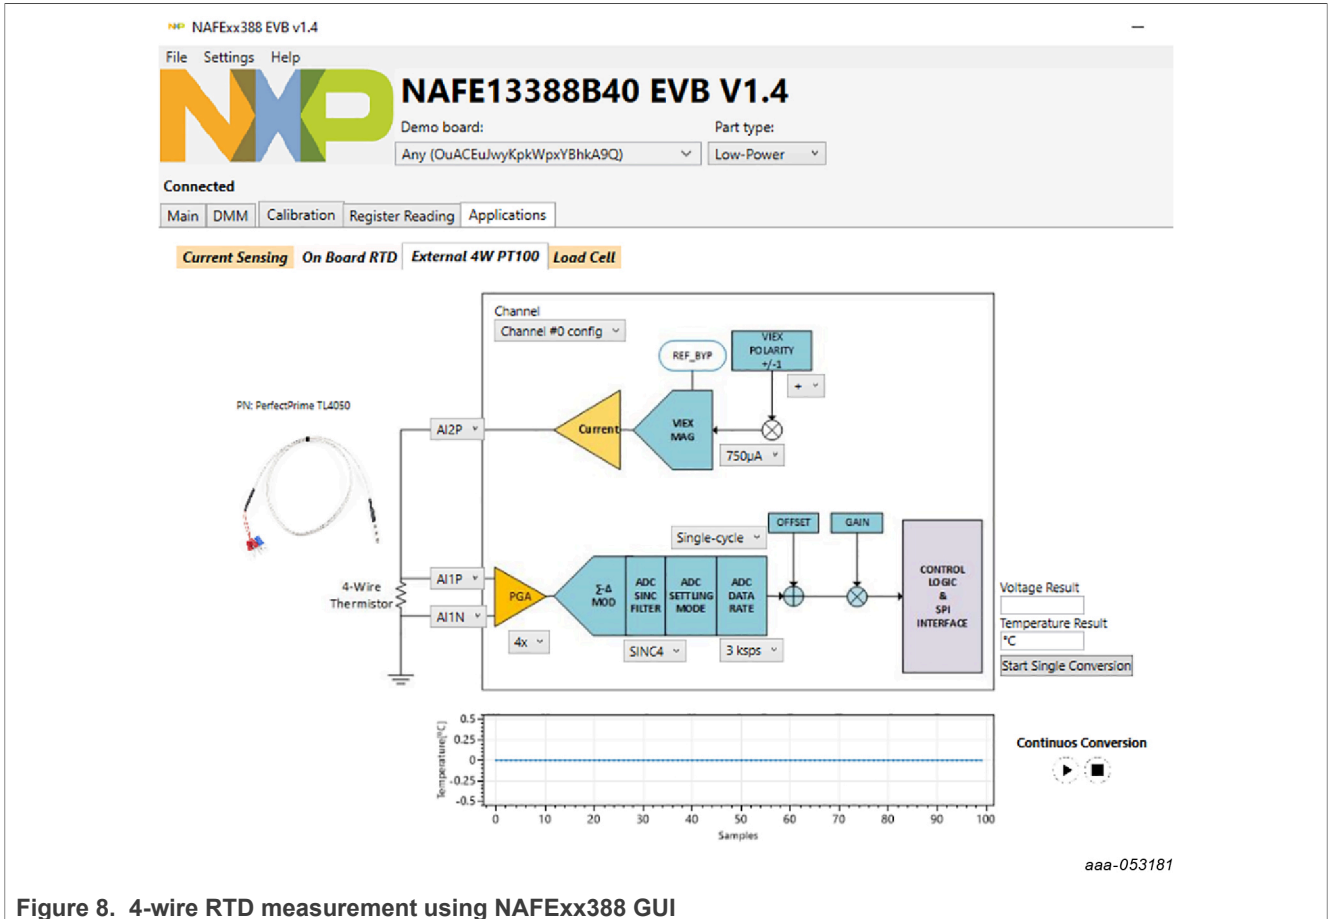 NXP NAFExx388 EVB v1.4
File Settings Help
NXP
NAFE13388B40 EVB V1.4
Demo board:
Part type:
Any (OuACEuJwyKpkWpxYBhkA9Q)
Low-Power
Connected
Main DMM Calibration Register Reading Applications
Current Sensing On Board RTD External 4W PT100 Load Cell
Channel
Channel #0 config
REF_BYP
VIEX
POLARITY
+/-1
+
PN: PerfectPrime TL4050
AI2P
Current
VIEX
MAG
750µA
Single-cycle
OFFSET
GAIN
4-Wire
Thermistor
AI1P
AI1N
PGA
4x
Σ-Δ
MOD
ADC
SINC
FILTER
ADC
SETTLING
MODE
ADC
DATA
RATE
SINC4
3 ksps
CONTROL
LOGIC
&
SPI
INTERFACE
Voltage Result
Temperature Result
°C
Start Single Conversion
Temperature[°C]
0.5
0.25
0
-0.25
-0.5
0 10 20 30 40 50 60 70 80 90 100
Samples
Continuos Conversion
aaa-053181
Figure 8. 4-wire RTD measurement using NAFExx388 GUI